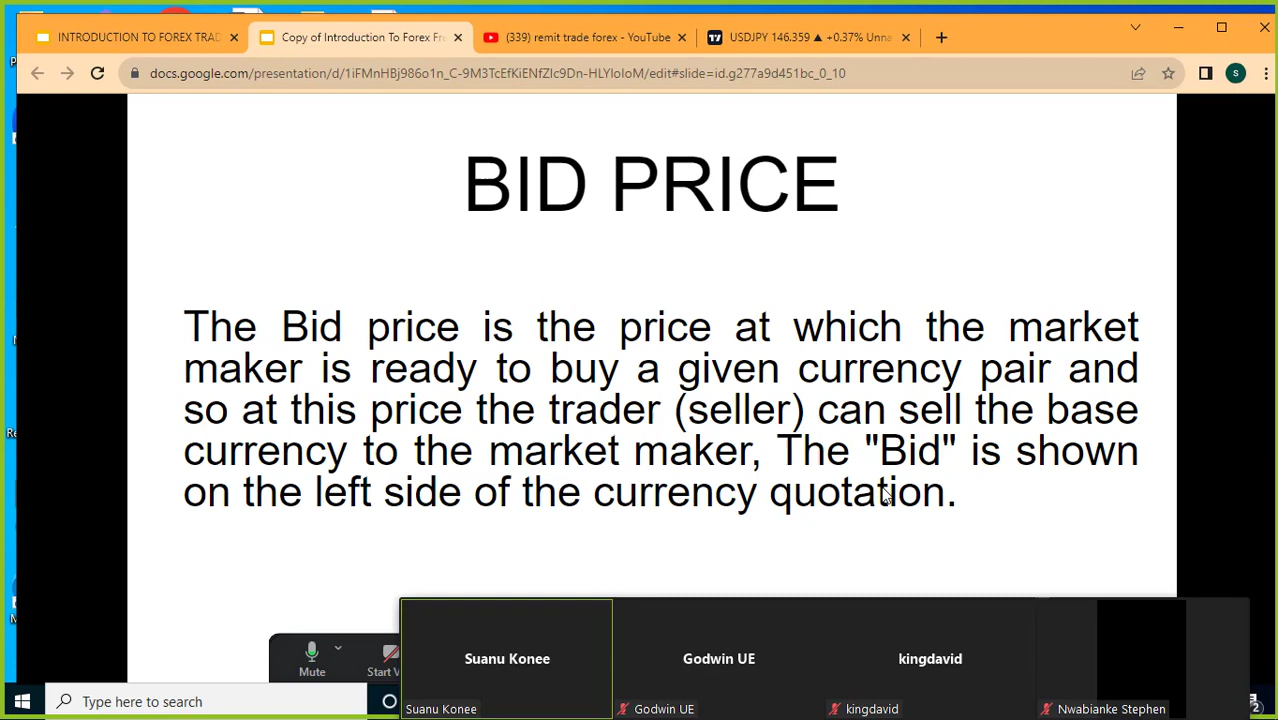 INTRODUCTION TO FOREX TRAD
Copy of Introduction To Forex Fre
(339) remit trade forex - YouTube
USDJPY 146.359 ▲ +0.37% Unna
docs.google.com/presentation/d/1iFMnHBj986o1n_C-9M3TcEfKiENfZIc9Dn-HLYIoIoM/edit#slide=id.g277a9d451bc_0_10
S
BID PRICE
The Bid price is the price at which the market
maker is ready to buy a given currency pair and
so at this price the trader (seller) can sell the base
currency to the market maker, The "Bid" is shown
on the left side of the currency quotation.
Mute
Start V
Suanu Konee
Godwin UE
kingdavid
Suanu Konee
Godwin UE
kingdavid
Nwabianke Stephen
Type here to search
2